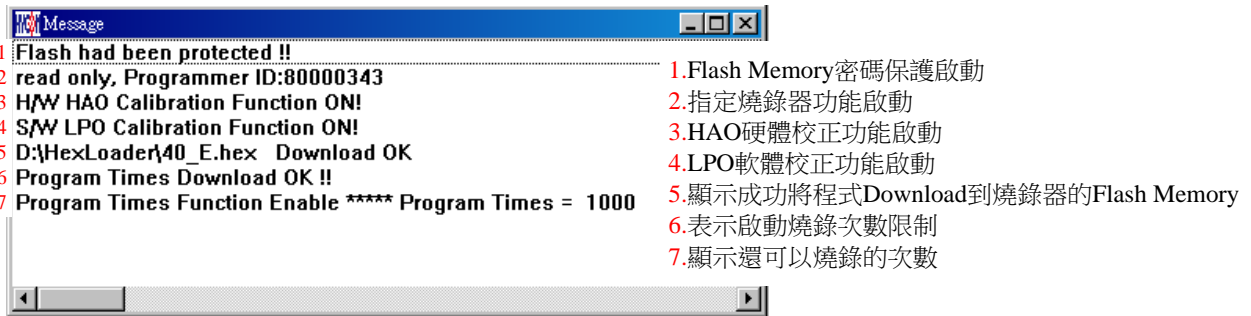 Message
1 Flash had been protected !!
2 read only, Programmer ID:80000343
3 H/W HAO Calibration Function ON!
4 S/W LPO Calibration Function ON!
5 D:\HexLoader\40_E.hex Download OK
6 Program Times Download OK !!
7 Program Times Function Enable ***** Program Times = 1000
1.Flash Memory密碼保護啟動
2.指定燒錄器功能啟動
3.HAO硬體校正功能啟動
4.LPO軟體校正功能啟動
5.顯示成功將程式Download到燒錄器的Flash Memory
6.表示啟動燒錄次數限制
7.顯示還可以燒錄的次數